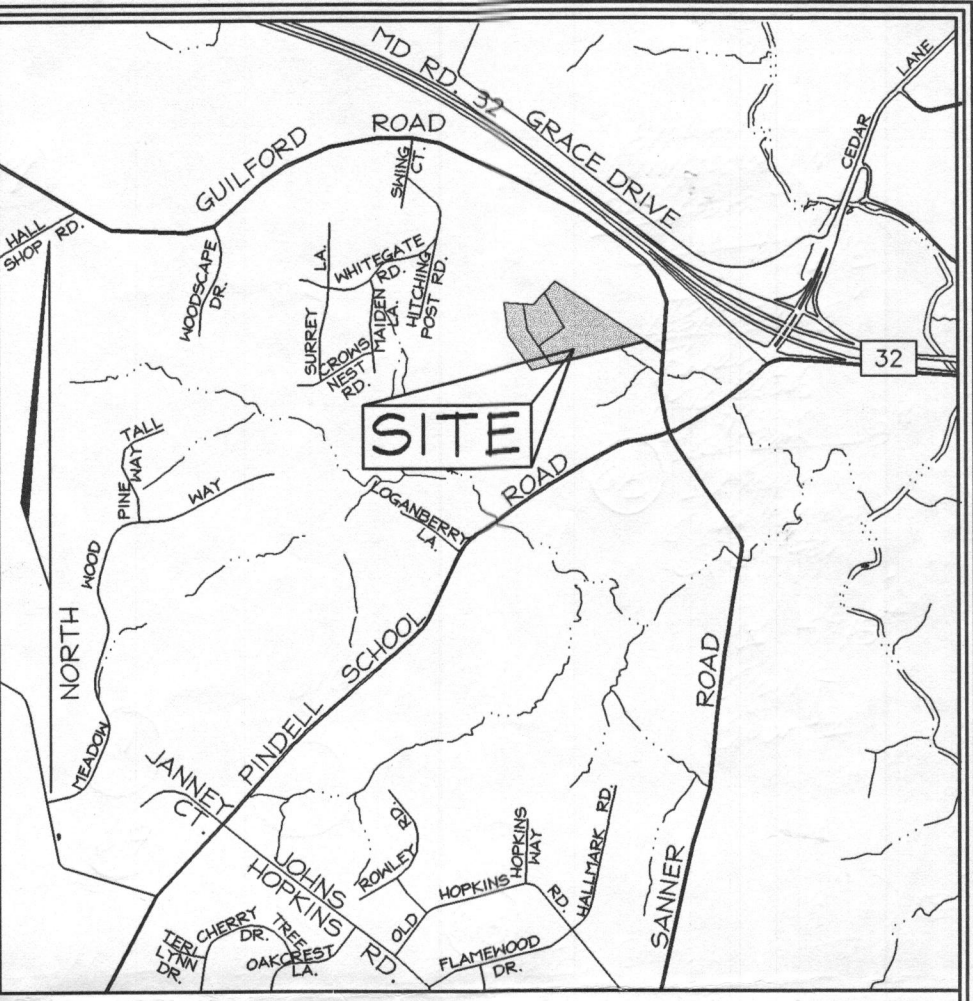 MD RD. 32
GRACE DRIVE
CEDAR LANE
GUILFORD ROAD
SWING
CT.
HALL
SHOP RD.
WOODSCAPE
DR.
SURREY LA.
WHITEGATE
RD.
MAIDEN
LA.
HITCHING
POST RD.
CROWS
NEST
RD
32
SITE
TALL
PINE WAY
WAY
LOGANBERRY
LA.
ROAD
WOOD
NORTH
MEADOW
PINDELL SCHOOL
ROAD
JANNEY
CT.
JOHNS
HOPKINS RD.
ROWLEY RD.
OLD HOPKINS RD.
HOPKINS
WAY
HALLMARK RD.
SANNER
TERI
LYNN
DR.
CHERRY
TREE
DR.
OAKCREST
LA.
FLAMEWOOD
DR.